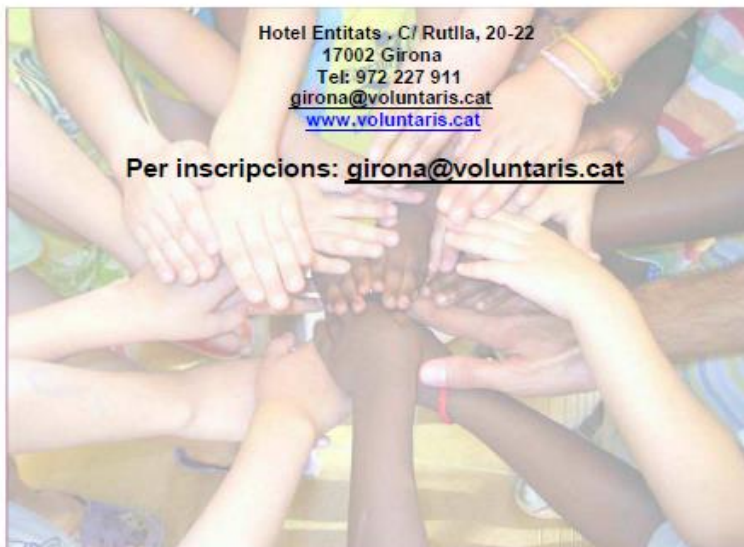 Hotel Entitats . C/ Rutlla, 20-22
17002 Girona
Tel: 972 227 911
girona@voluntaris.cat
www.voluntaris.cat
Per inscripcions: girona@voluntaris.cat